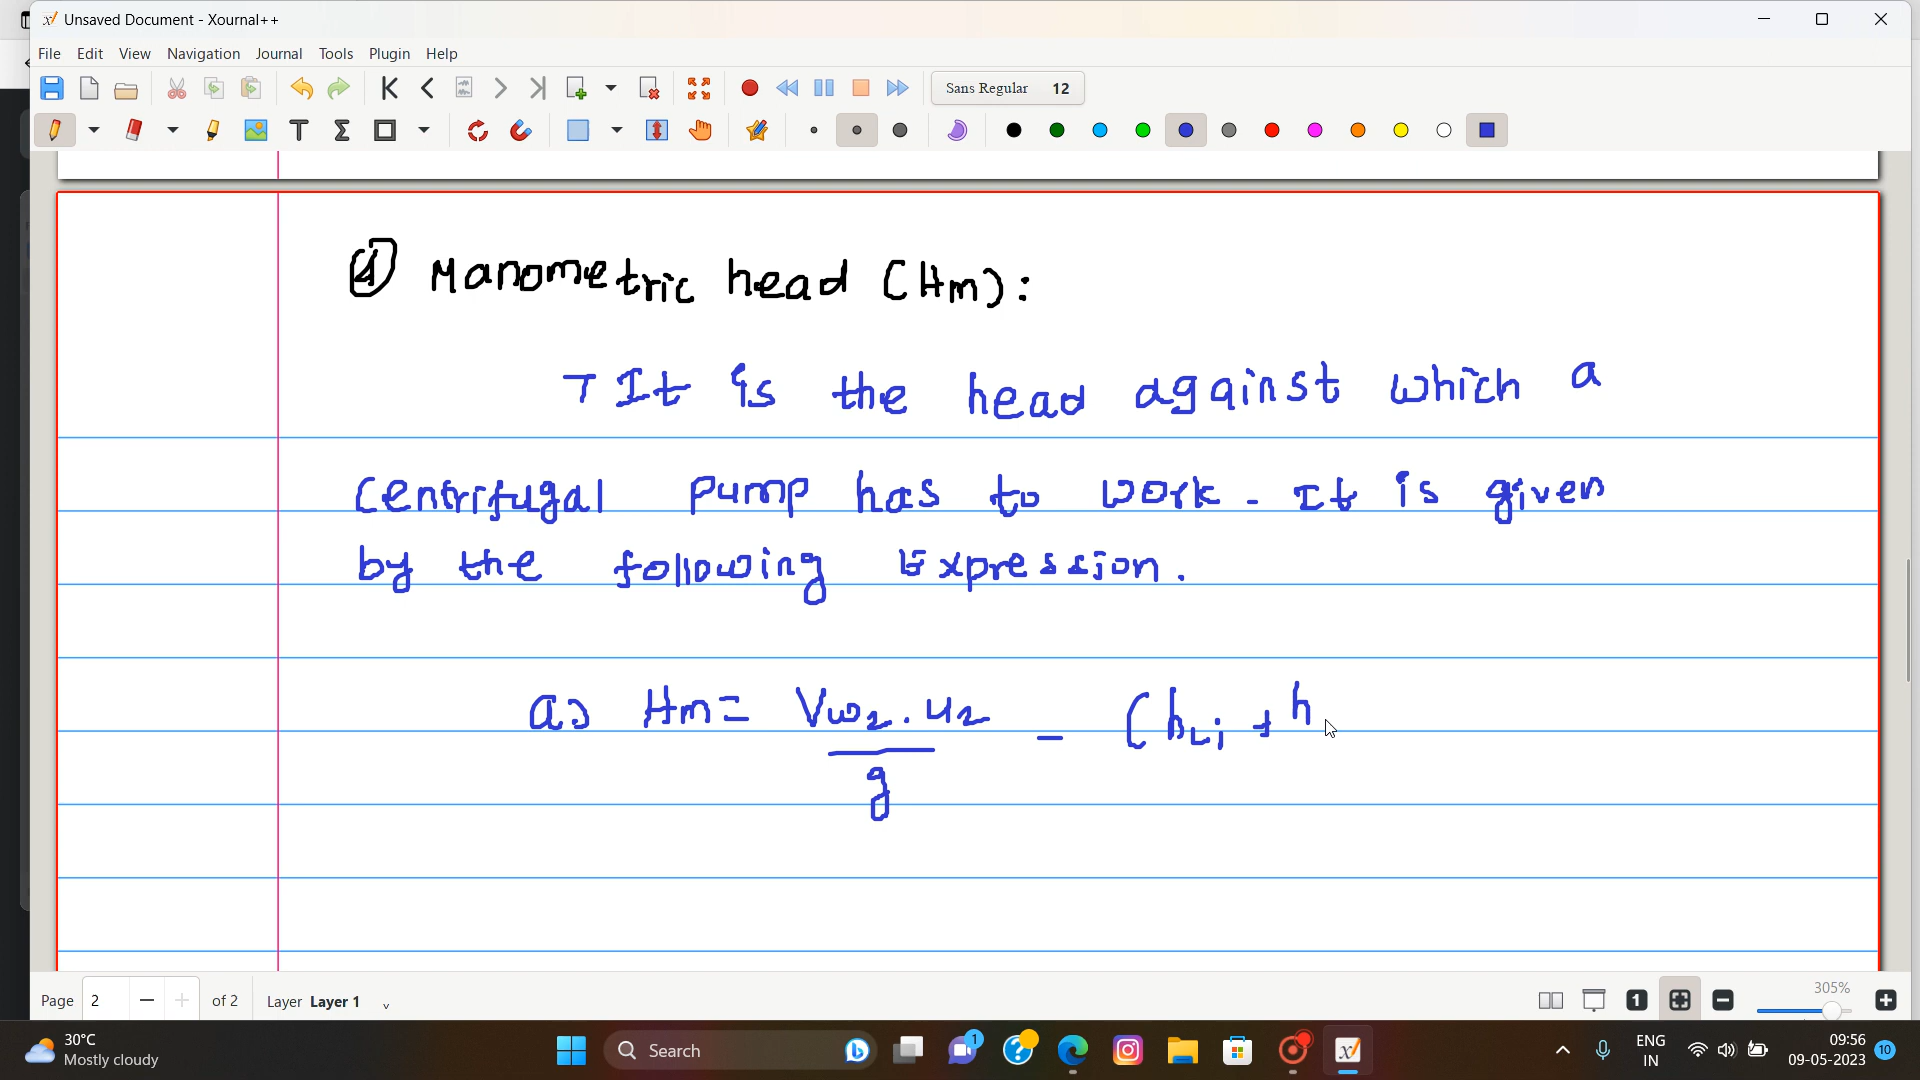 Unsaved Document - Xournal++
File Edit View Navigation Journal Tools Plugin Help
Sans Regular 12
④ Manometric head (Hm):
→ It is the head against which a
centrifugal pump has to work. It is given
by the following Expression.
a) Hm = Vw2.u2 - (hLi + h
g
Page 2 of 2 Layer Layer 1
305%
30°C
Mostly cloudy
Search
1
ENG
IN
09:56
09-05-2023
10